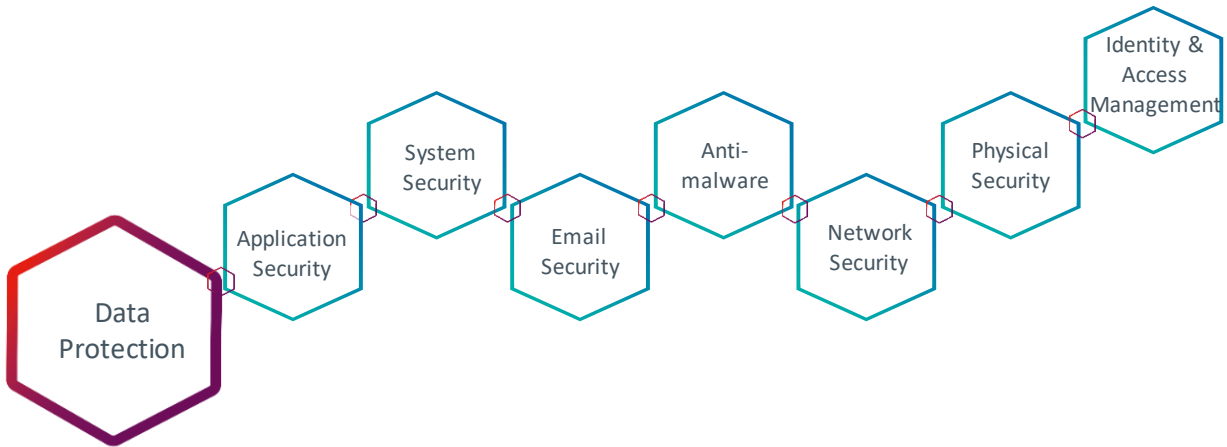 Data
Protection
Application
Security
System
Security
Email
Security
Anti-
malware
Network
Security
Physical
Security
Identity &
Access
Management